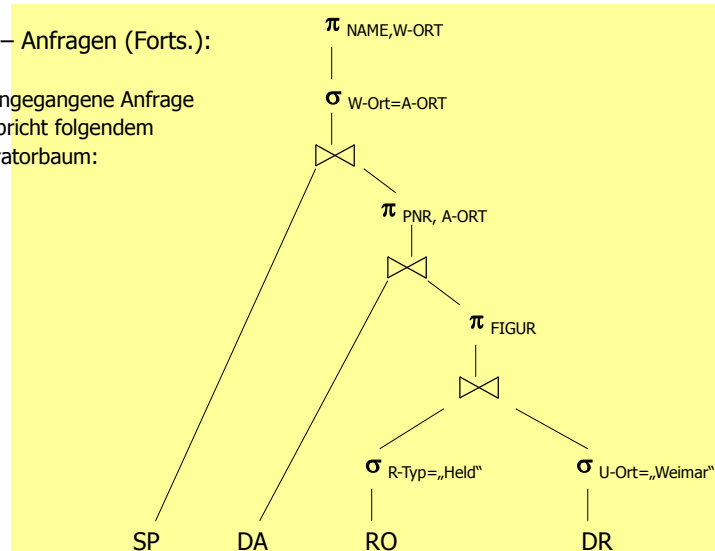 – Anfragen (Forts.):
ngegangene Anfrage
pricht folgendem
ratorbaum:
π NAME,W-ORT
σ W-Ort=A-ORT
π PNR, A-ORT
π FIGUR
σ R-Typ=„Held“
σ U-Ort=„Weimar“
SP
DA
RO
DR